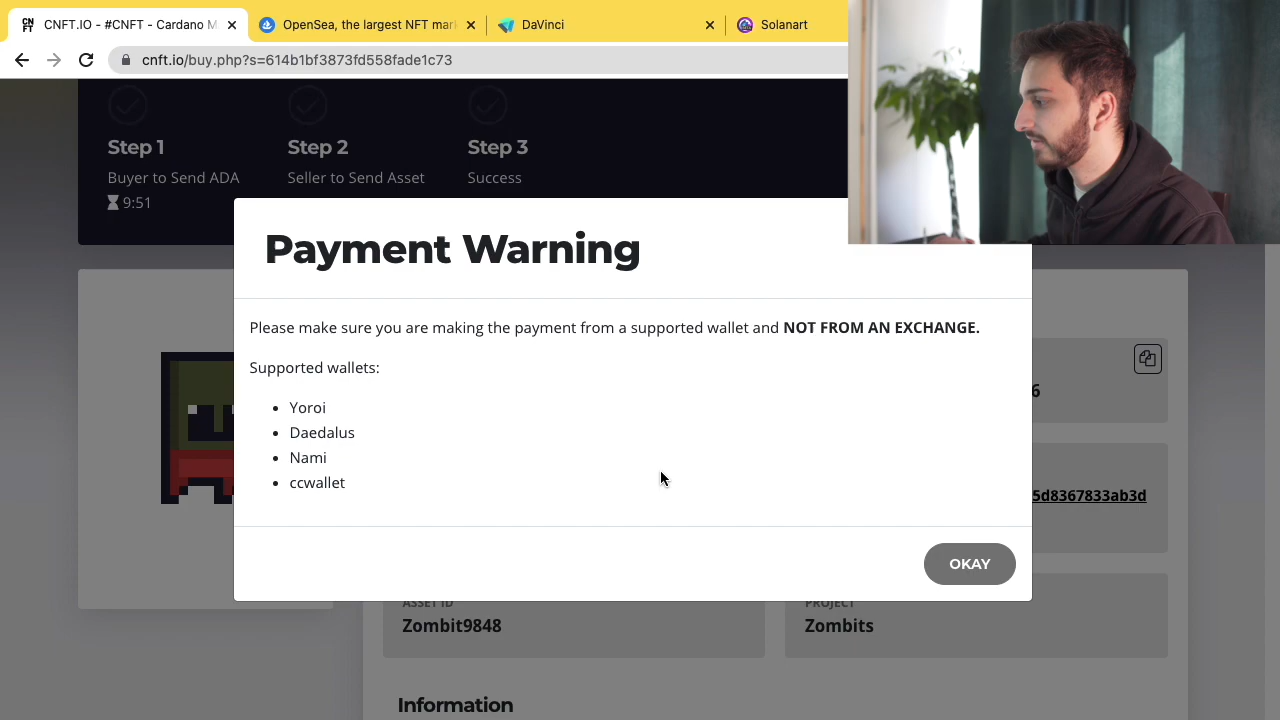 CNFT.IO - #CNFT - Cardano M
OpenSea, the largest NFT mar
DaVinci
Solanart
cnft.io/buy.php?s=614b1bf3873fd558fade1c73
Step 1
Step 2
Step 3
Buyer to Send ADA
Seller to Send Asset
Success
9:51
Payment Warning
Please make sure you are making the payment from a supported wallet and NOT FROM AN EXCHANGE.
Supported wallets:
• Yoroi
• Daedalus
• Nami
• ccwallet
6
5d8367833ab3d
OKAY
ASSET ID
PROJECT
Zombit9848
Zombits
Information